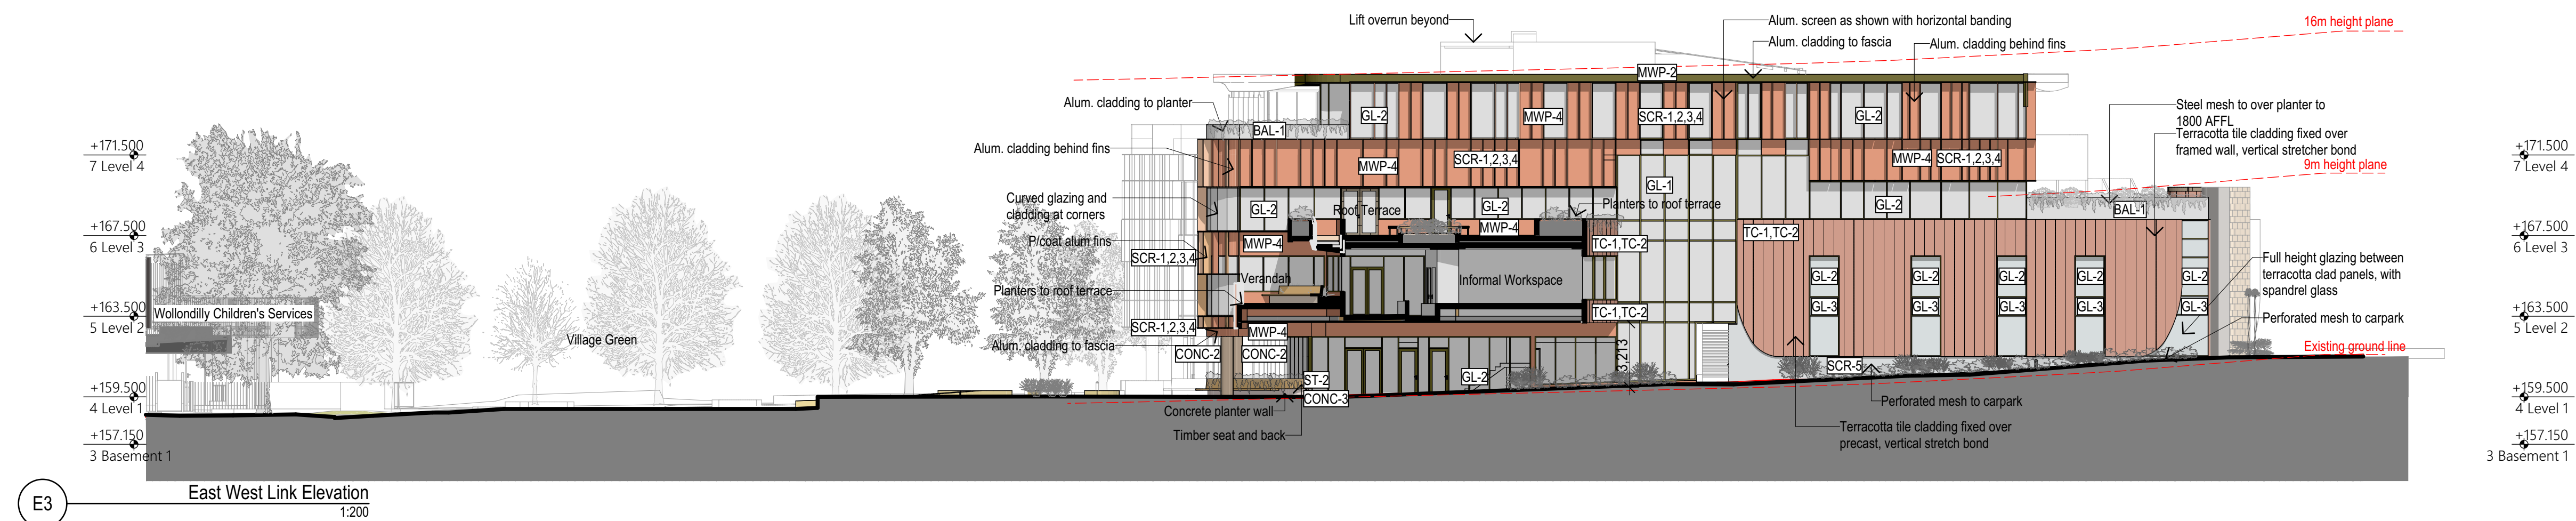 Lift overrun beyond
Alum. screen as shown with horizontal banding
16m height plane
Alum. cladding to fascia
Alum. cladding behind fins
MWP-2
Alum. cladding to planter
GL-2
MWP-4
SCR-1,2,3,4
GL-2
Steel mesh to over planter to
1800 AFFL
BAL-1
Terracotta tile cladding fixed over
framed wall, vertical stretcher bond
+171.500
7 Level 4
Alum. cladding behind fins
MWP-4
SCR-1,2,3,4
MWP-4
SCR-1,2,3,4
9m height plane
+171.500
7 Level 4
GL-1
Curved glazing and
cladding at corners
GL-2
Roof Terrace
GL-2
Planters to roof terrace
GL-2
BAL-1
+167.500
6 Level 3
P/coat alum fins
MWP-4
MWP-4
TC-1,TC-2
TC-1,TC-2
+167.500
6 Level 3
SCR-1,2,3,4
Verandah
Informal Workspace
GL-2
GL-2
GL-2
GL-2
GL-2
Full height glazing between
terracotta clad panels, with
spandrel glass
Planters to roof terrace
+163.500
5 Level 2
Wollondilly Children's Services
TC-1,TC-2
GL-3
GL-3
GL-3
GL-3
GL-3
Perforated mesh to carpark
+163.500
5 Level 2
SCR-1,2,3,4
MWP-4
Village Green
Alum. cladding to fascia
CONC-2
CONC-2
3,213
Existing ground line
SCR-5
ST-2
GL-2
+159.500
4 Level 1
CONC-3
Perforated mesh to carpark
+159.500
4 Level 1
Concrete planter wall
Timber seat and back
Terracotta tile cladding fixed over
precast, vertical stretch bond
+157.150
3 Basement 1
+157.150
3 Basement 1
E3
East West Link Elevation
1:200